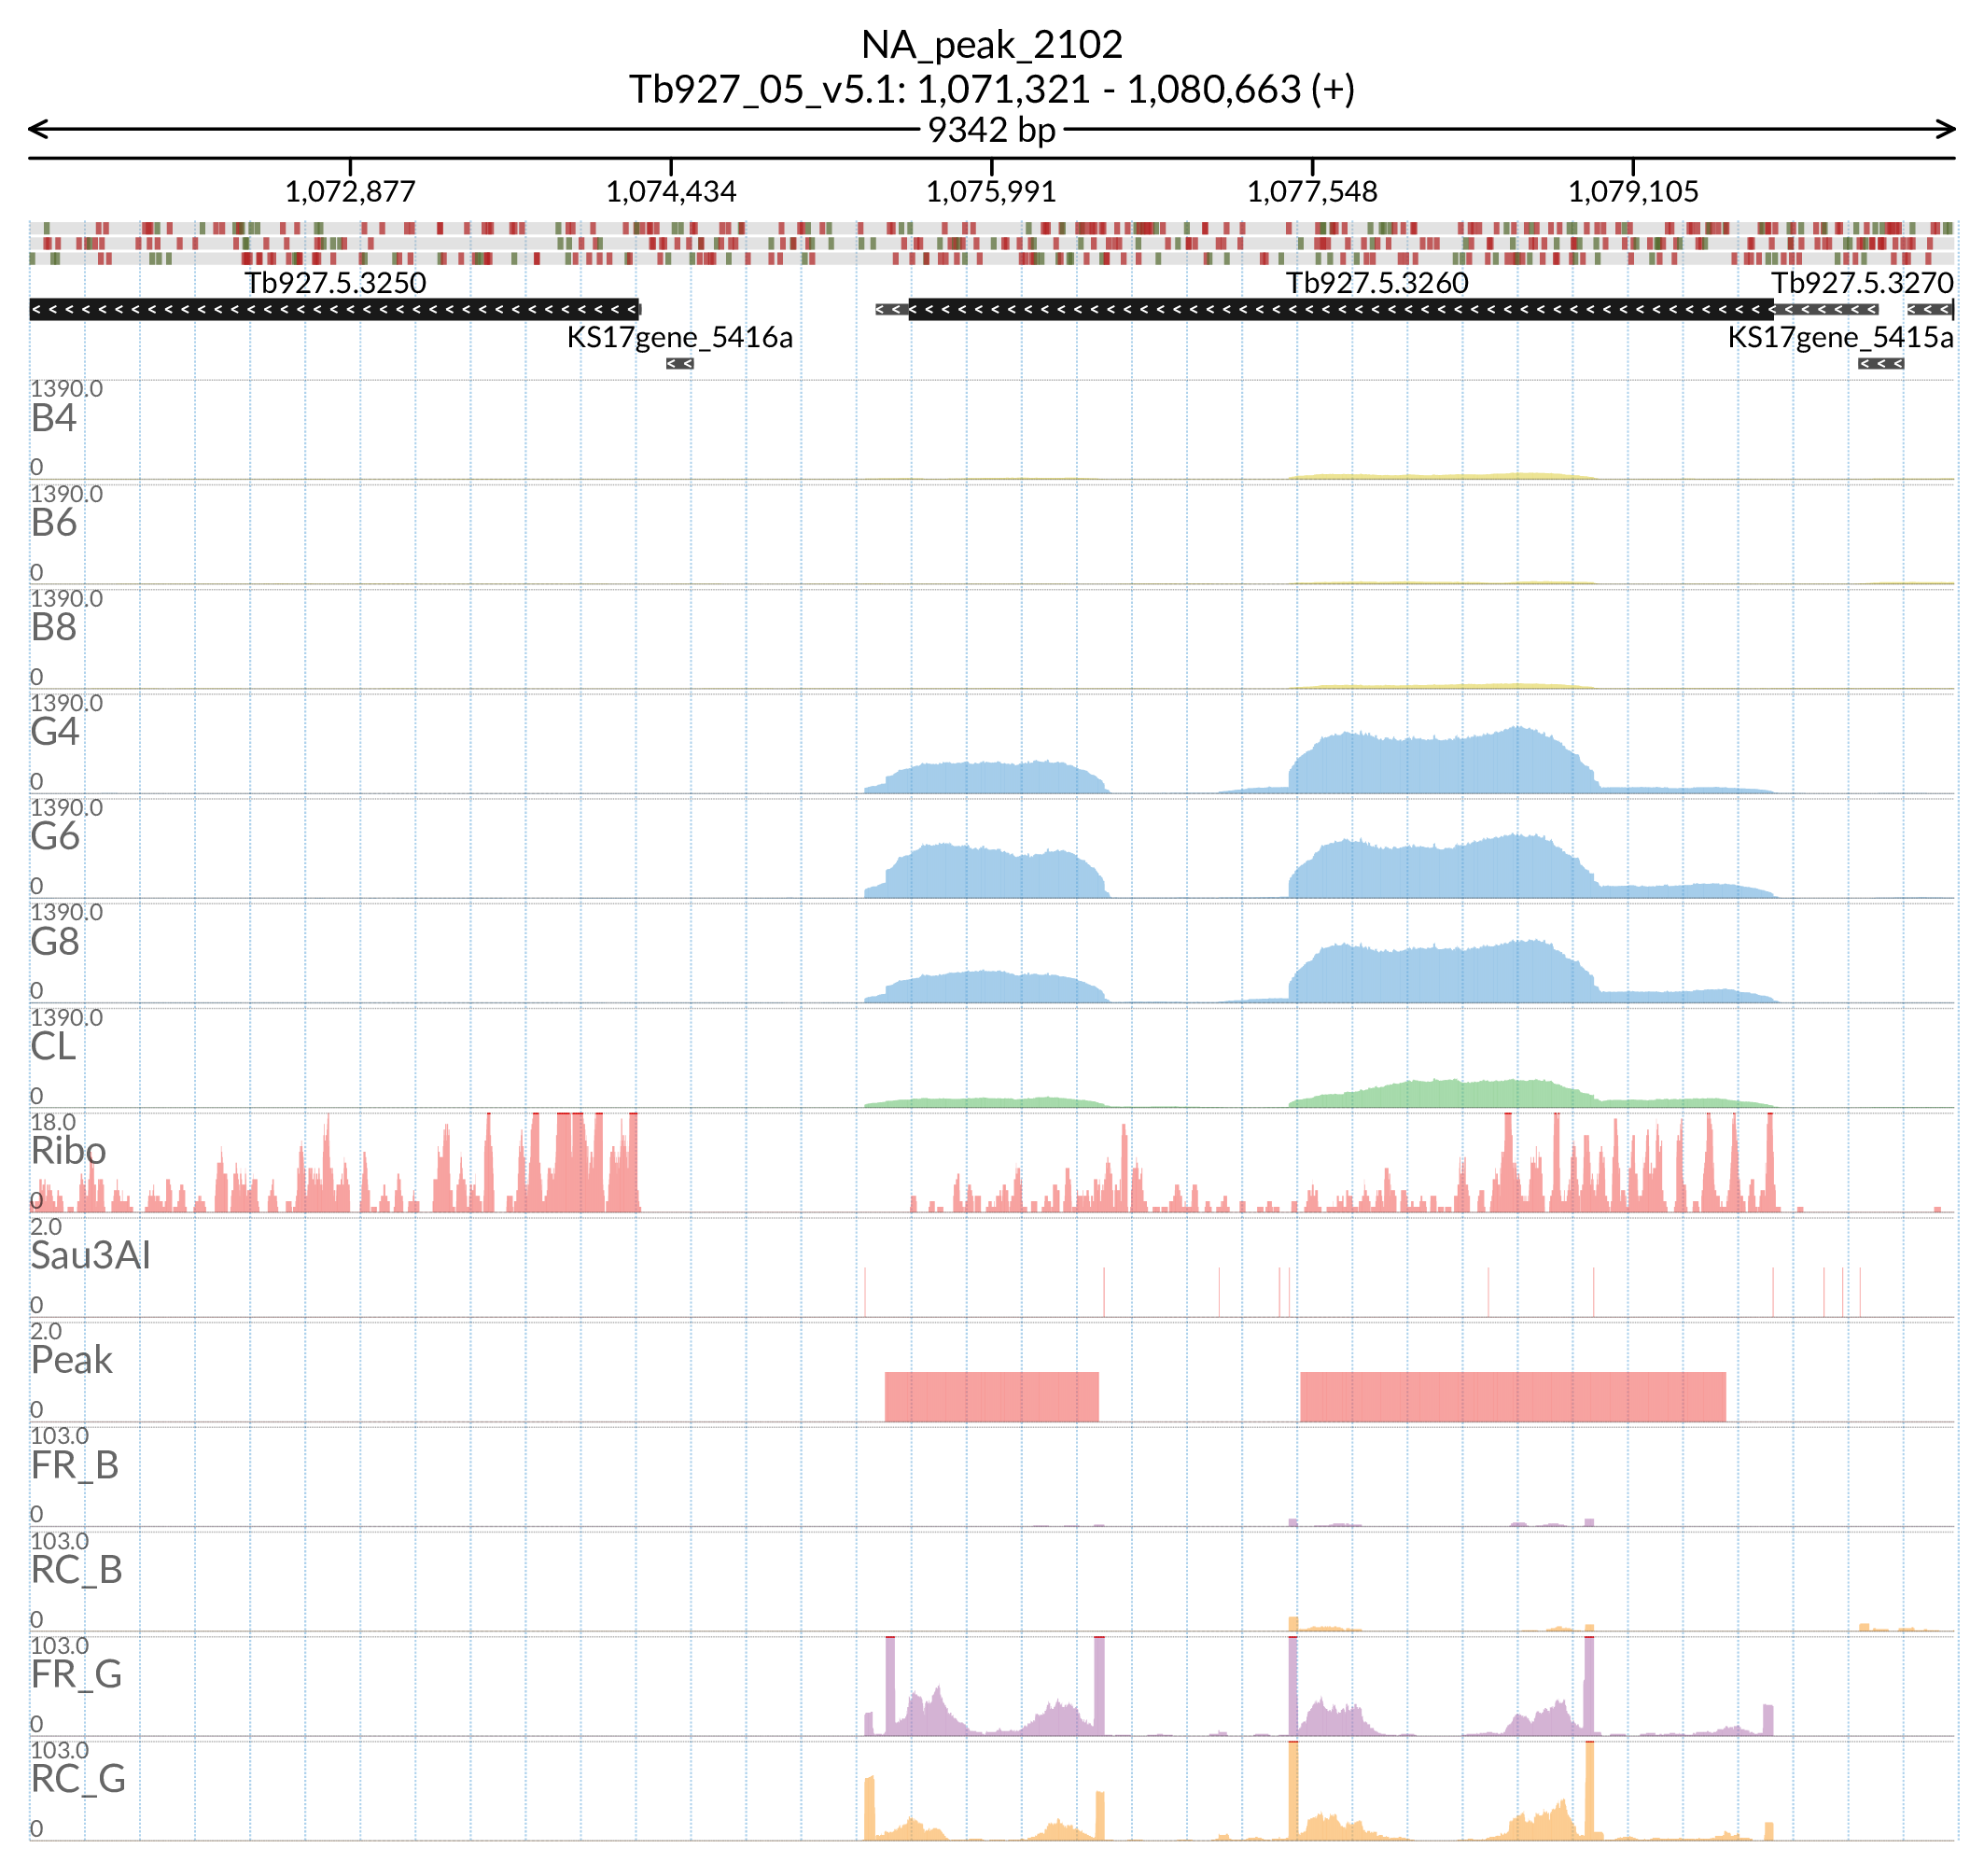 NA_peak_2102
Tb927_05_v5.1: 1,071,321 - 1,080,663 (+)
9342 bp
1,072,877 1,074,434 1,075,991 1,077,548 1,079,105
Tb927.5.3250 Tb927.5.3260 Tb927.5.3270
KS17gene_5416a KS17gene_5415a
1390.0
B4
0
1390.0
B6
0
1390.0
B8
0
1390.0
G4
0
1390.0
G6
0
1390.0
G8
0
1390.0
CL
0
18.0
Ribo
0
2.0
Sau3AI
0
2.0
Peak
0
103.0
FR_B
0
103.0
RC_B
0
103.0
FR_G
0
103.0
RC_G
0